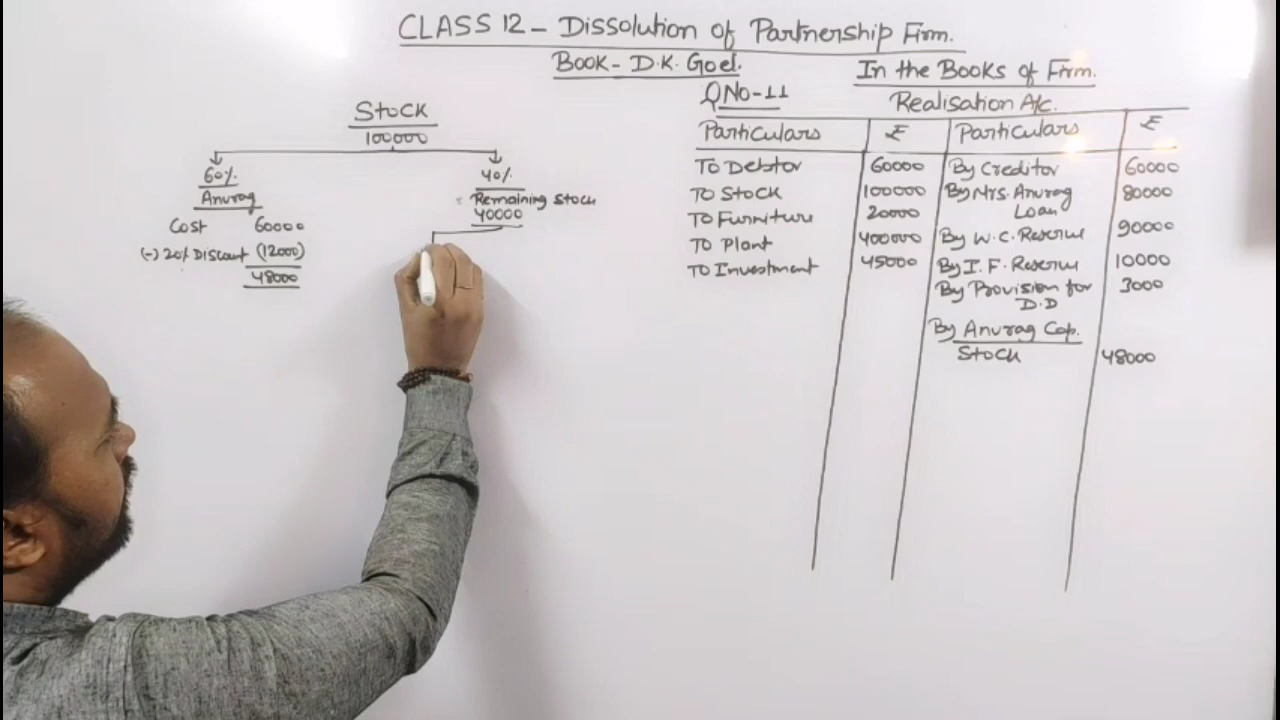 CLASS 12 - Dissolution of Partnership Firm.
Book - D.K. Goel.
In the Books of Firm.
Q No-11
Realisation A/c.
Stock
100000
60%
Anurag
Cost 60000
(-) 20% Discount (12000)
48000
40%
Remaining Stock
40000
Particulars ₹ Particulars ₹
To Debtor 60000 By Creditor 60000
To Stock 100000 By Mrs. Anurag Loan 80000
To Furniture 20000
To Plant 400000 By W.C. Reserve 90000
To Investment 45000 By I.F. Reserve 10000
By Provision for D.D 3000
By Anurag Cap.
Stock 48000